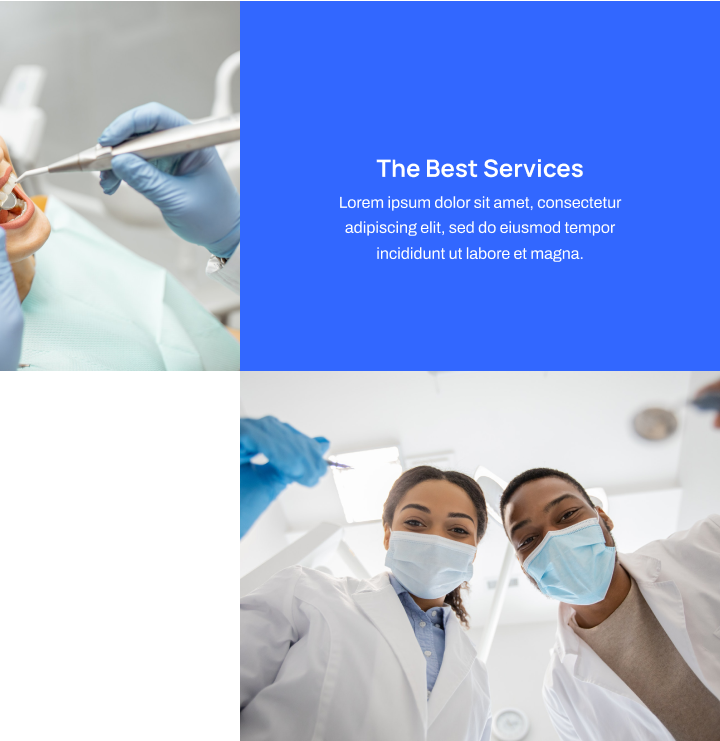 The Best Services
Lorem ipsum dolor sit amet, consectetur
adipiscing elit, sed do eiusmod tempor
incididunt ut labore et magna.